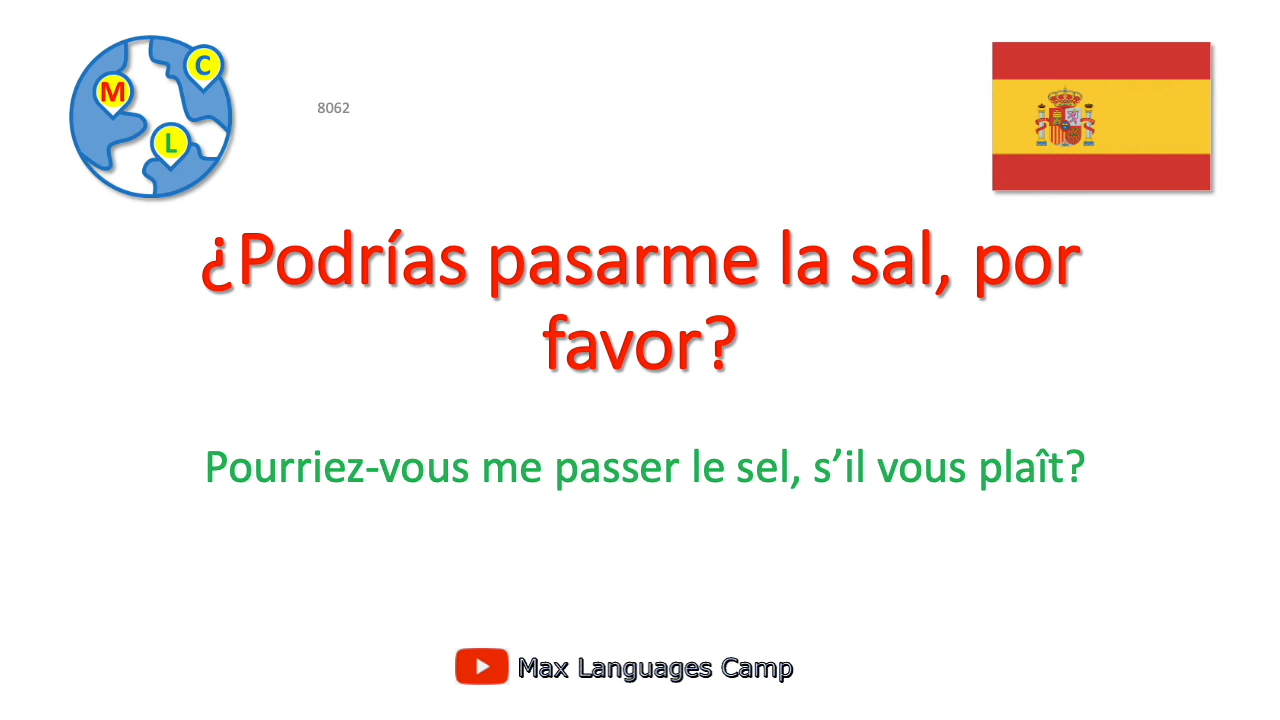 C
M
L
8062
¿Podrías pasarme la sal, por
favor?
Pourriez-vous me passer le sel, s’il vous plaît?
Max Languages Camp